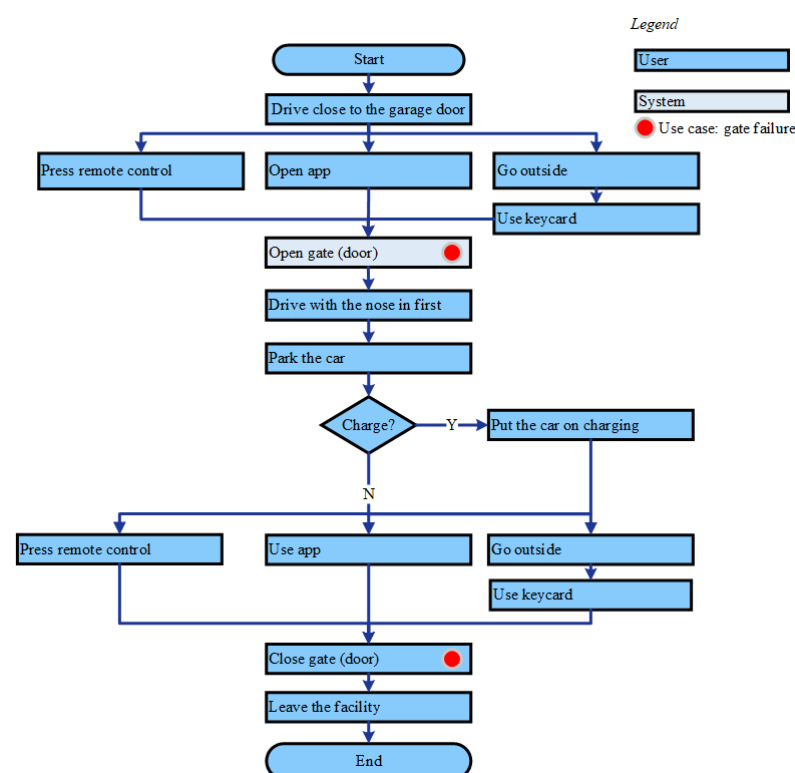 Legend
User
System
Use case: gate failure
Start
Drive close to the garage door
Press remote control
Open app
Go outside
Use keycard
Open gate (door)
Drive with the nose in first
Park the car
Charge?
Y
Put the car on charging
N
Press remote control
Use app
Go outside
Use keycard
Close gate (door)
Leave the facility
End